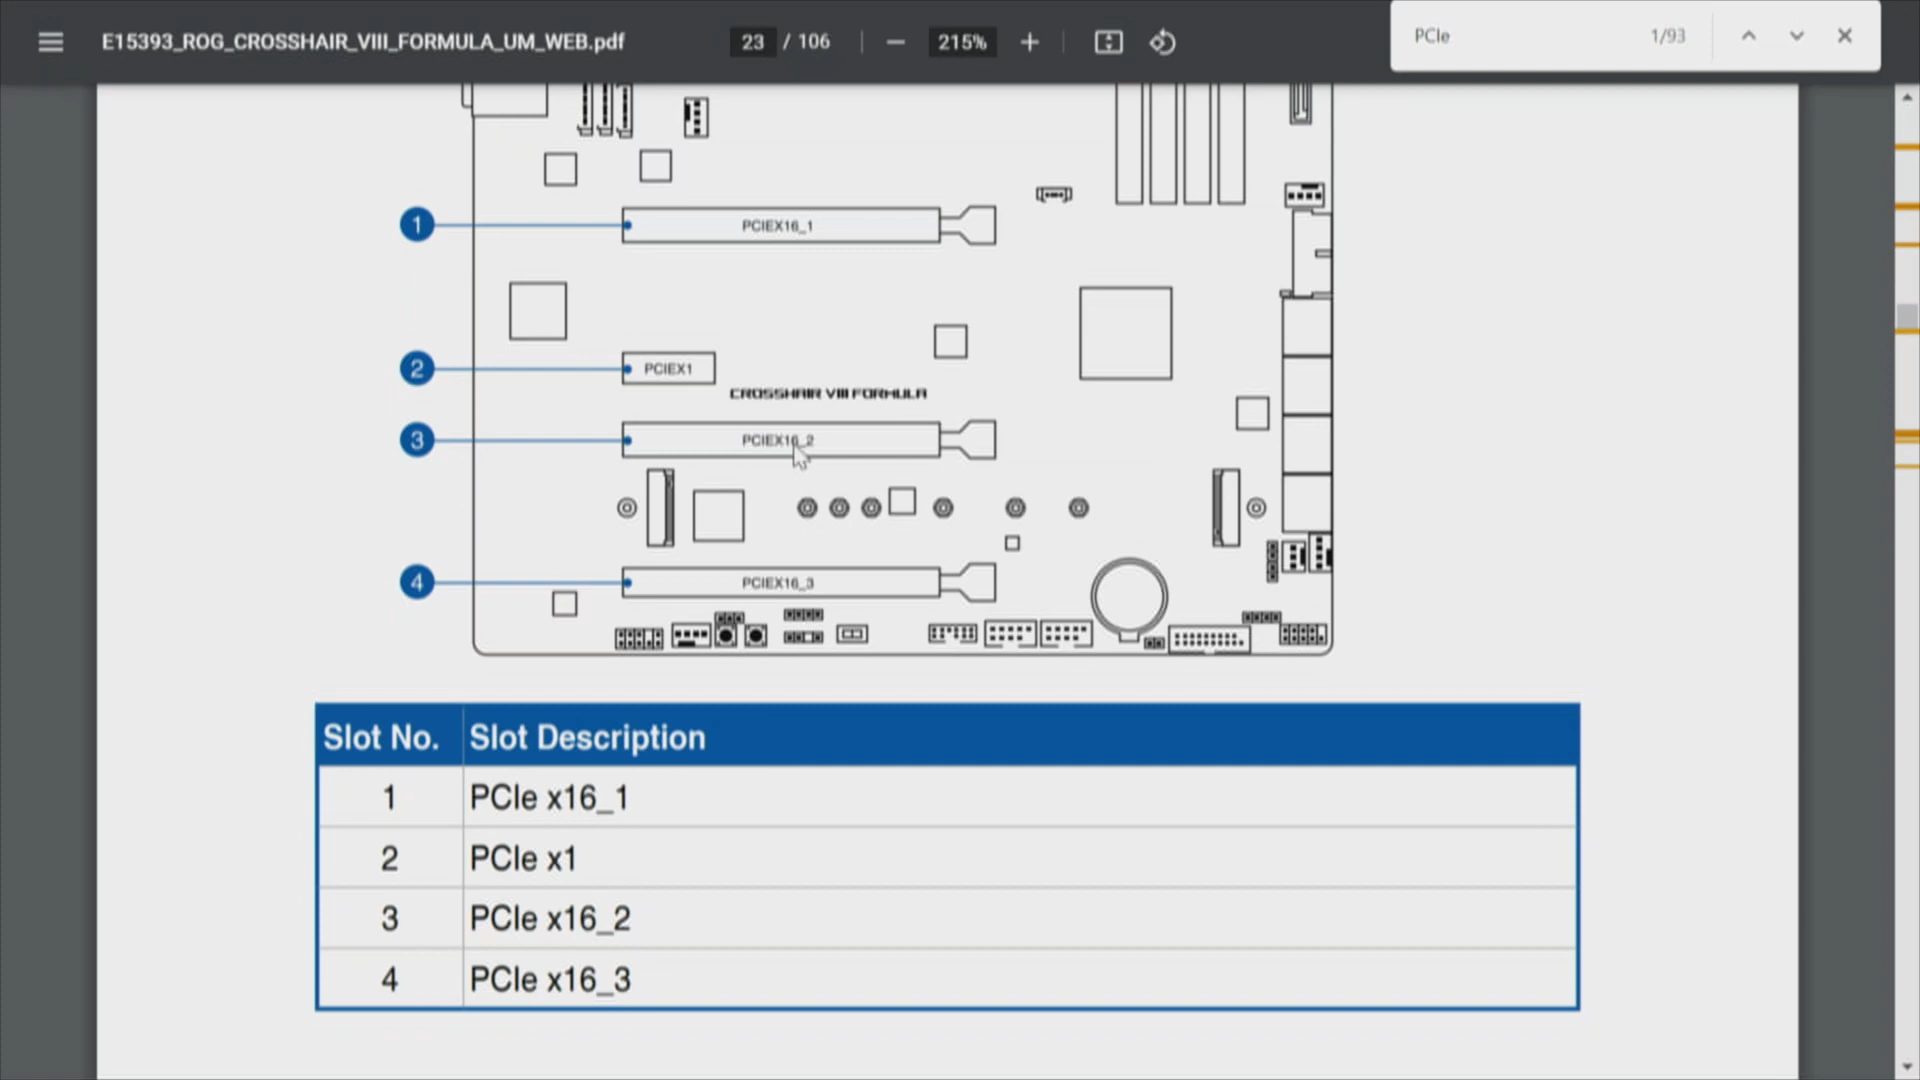 E15393_ROG_CROSSHAIR_VIII_FORMULA_UM_WEB.pdf
23 / 106
215%
PCIe
1/93
1
PCIEX16_1
2
PCIEX1
CROSSHAIR VIII FORMULA
3
PCIEX16_2
4
PCIEX16_3
Slot No. Slot Description
1 PCIe x16_1
2 PCIe x1
3 PCIe x16_2
4 PCIe x16_3